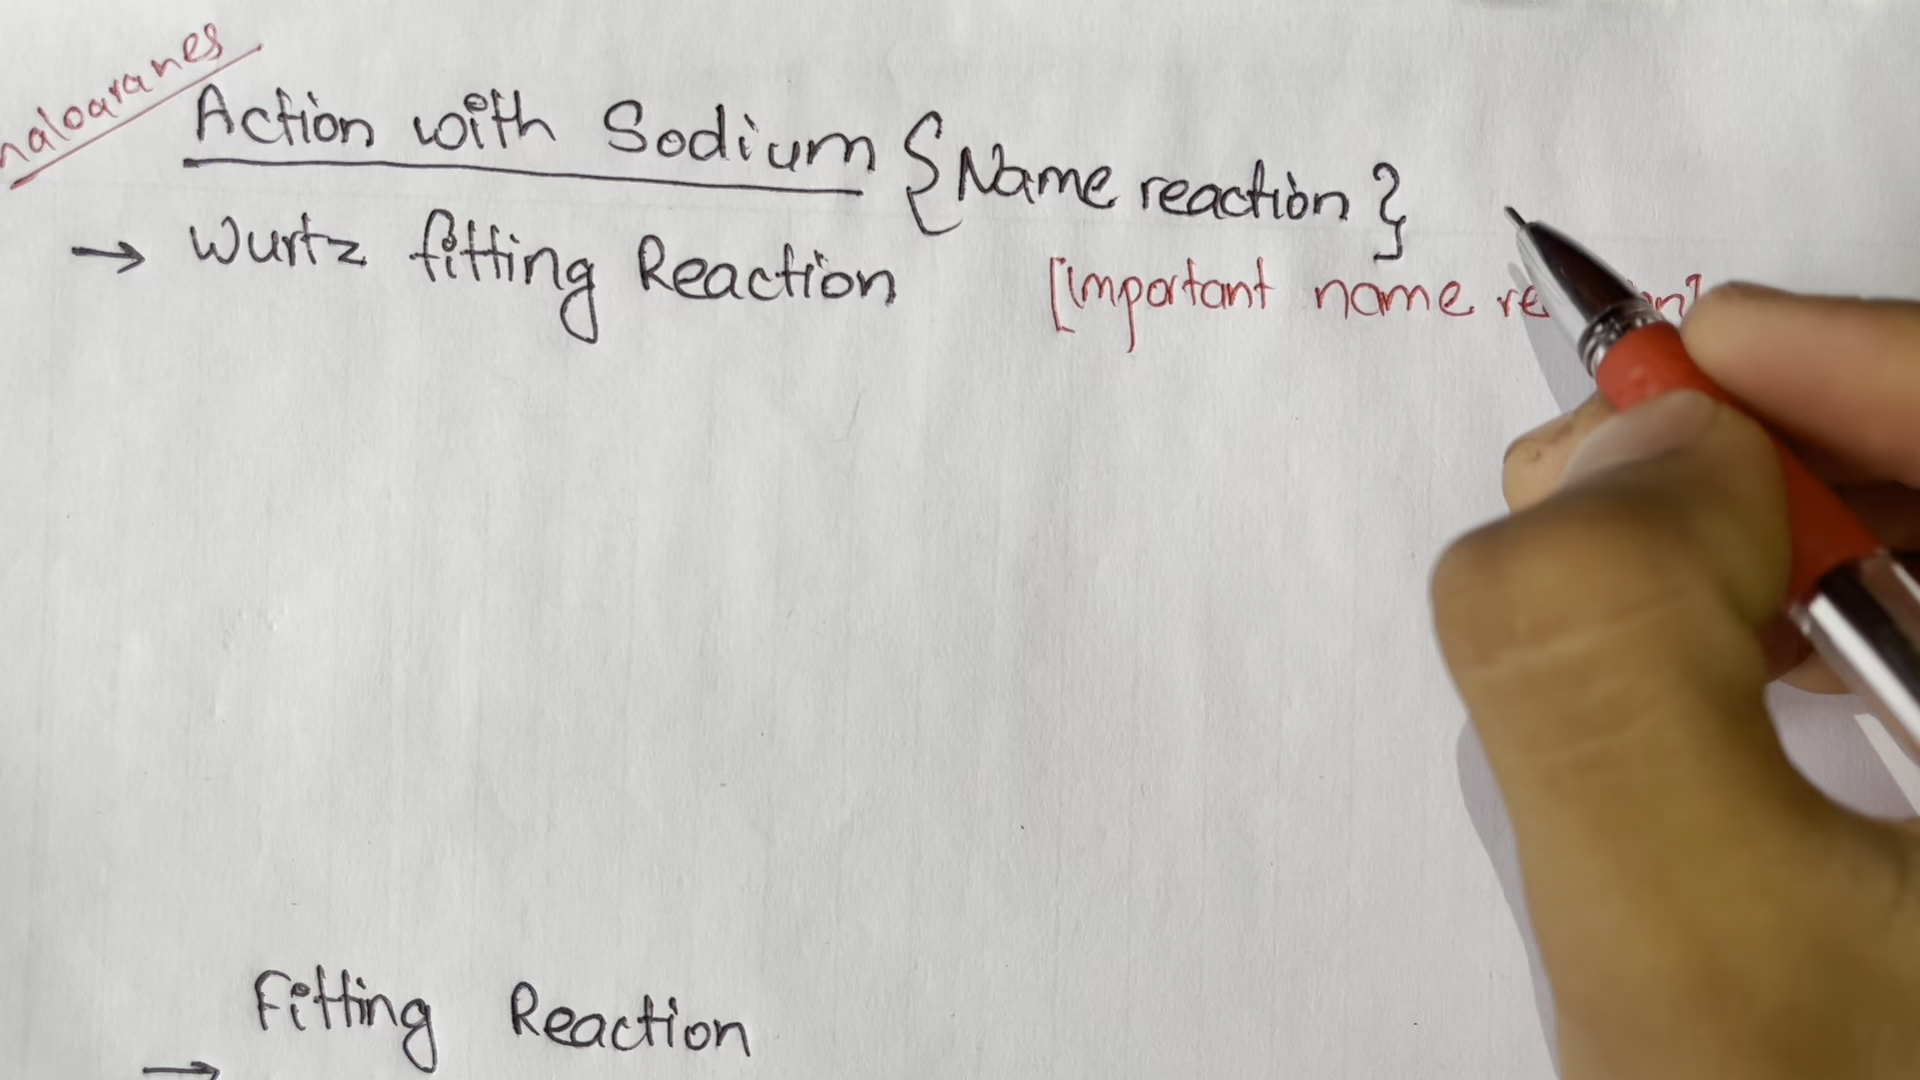 haloaranes
Action with Sodium {Name reaction}
→ Wurtz fitting Reaction
[important name
Fitting Reaction
→